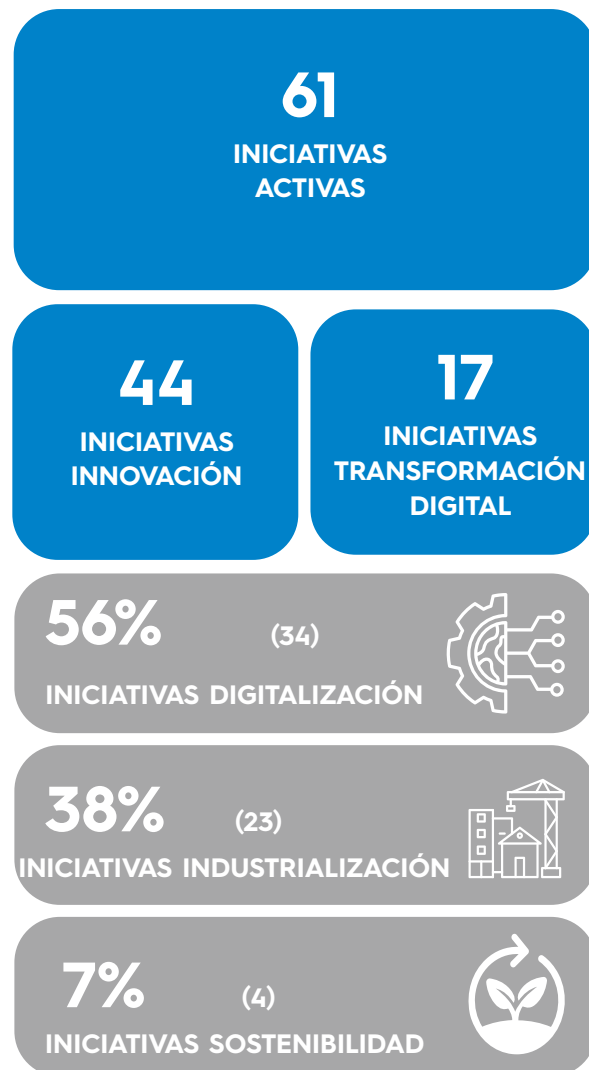 61
INICIATIVAS
ACTIVAS
44
INICIATIVAS
INNOVACIÓN
17
INICIATIVAS
TRANSFORMACIÓN
DIGITAL
56% (34)
INICIATIVAS DIGITALIZACIÓN
38% (23)
INICIATIVAS INDUSTRIALIZACIÓN
7% (4)
INICIATIVAS SOSTENIBILIDAD